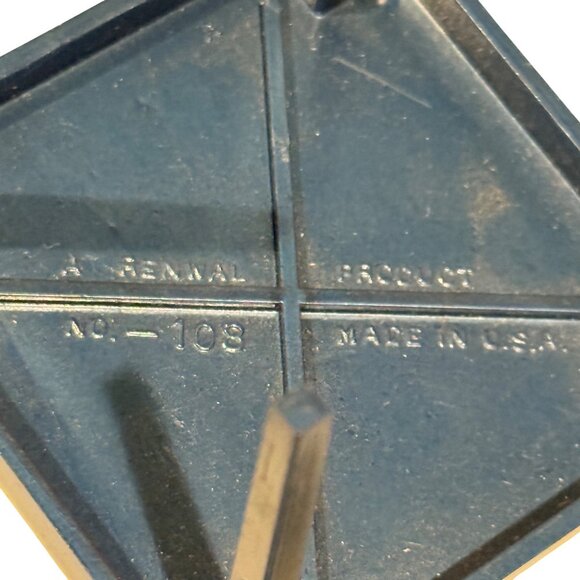 A RENWAL PRODUCT
NO. - 108 MADE IN U.S.A.